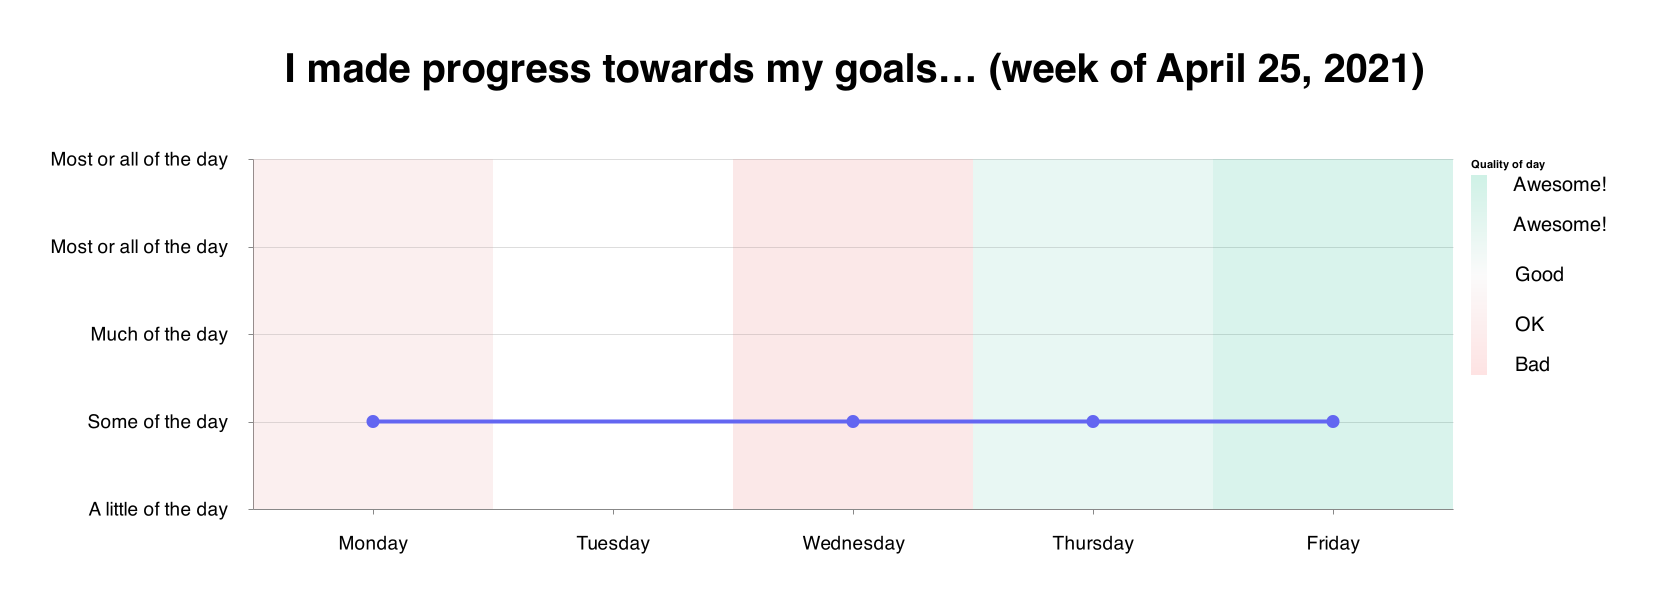 I made progress towards my goals… (week of April 25, 2021)
Most or all of the day
Most or all of the day
Much of the day
Some of the day
A little of the day
Monday
Tuesday
Wednesday
Thursday
Friday
Quality of day
Awesome!
Awesome!
Good
OK
Bad